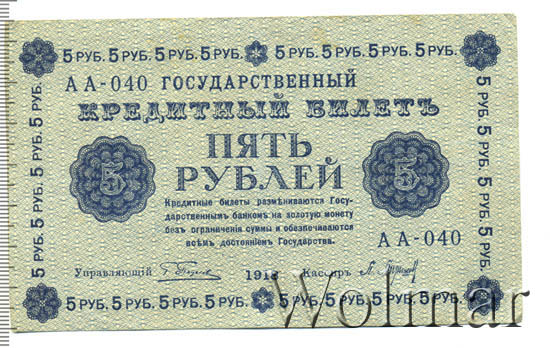 5 РУБ. 5 РУБ. 5 РУБ. 5 РУБ. 5 РУБ. 5 РУБ. 5 РУБ. 5 РУБ.
АА-040 ГОСУДАРСТВЕННЫЙ
КРЕДИТНЫЙ БИЛЕТЪ
ПЯТЬ
РУБЛЕЙ
5
5
Кредитные билеты размѣниваются Госу-
дарственнымъ банкомъ на золотую монету
безъ ограниченія суммы и обезпечиваются
всѣмъ достояніемъ Государства.
АА-040
Управляющій
1918
Кассиръ
5 РУБ. 5 РУБ. 5 РУБ. 5 РУБ. 5 РУБ. 5 РУБ. 5 РУБ. 5 РУБ.
5 РУБ. 5 РУБ. 5 РУБ. 5 РУБ. 5 РУБ.
5 РУБ. 5 РУБ. 5 РУБ. 5 РУБ. 5 РУБ.
Wolmar